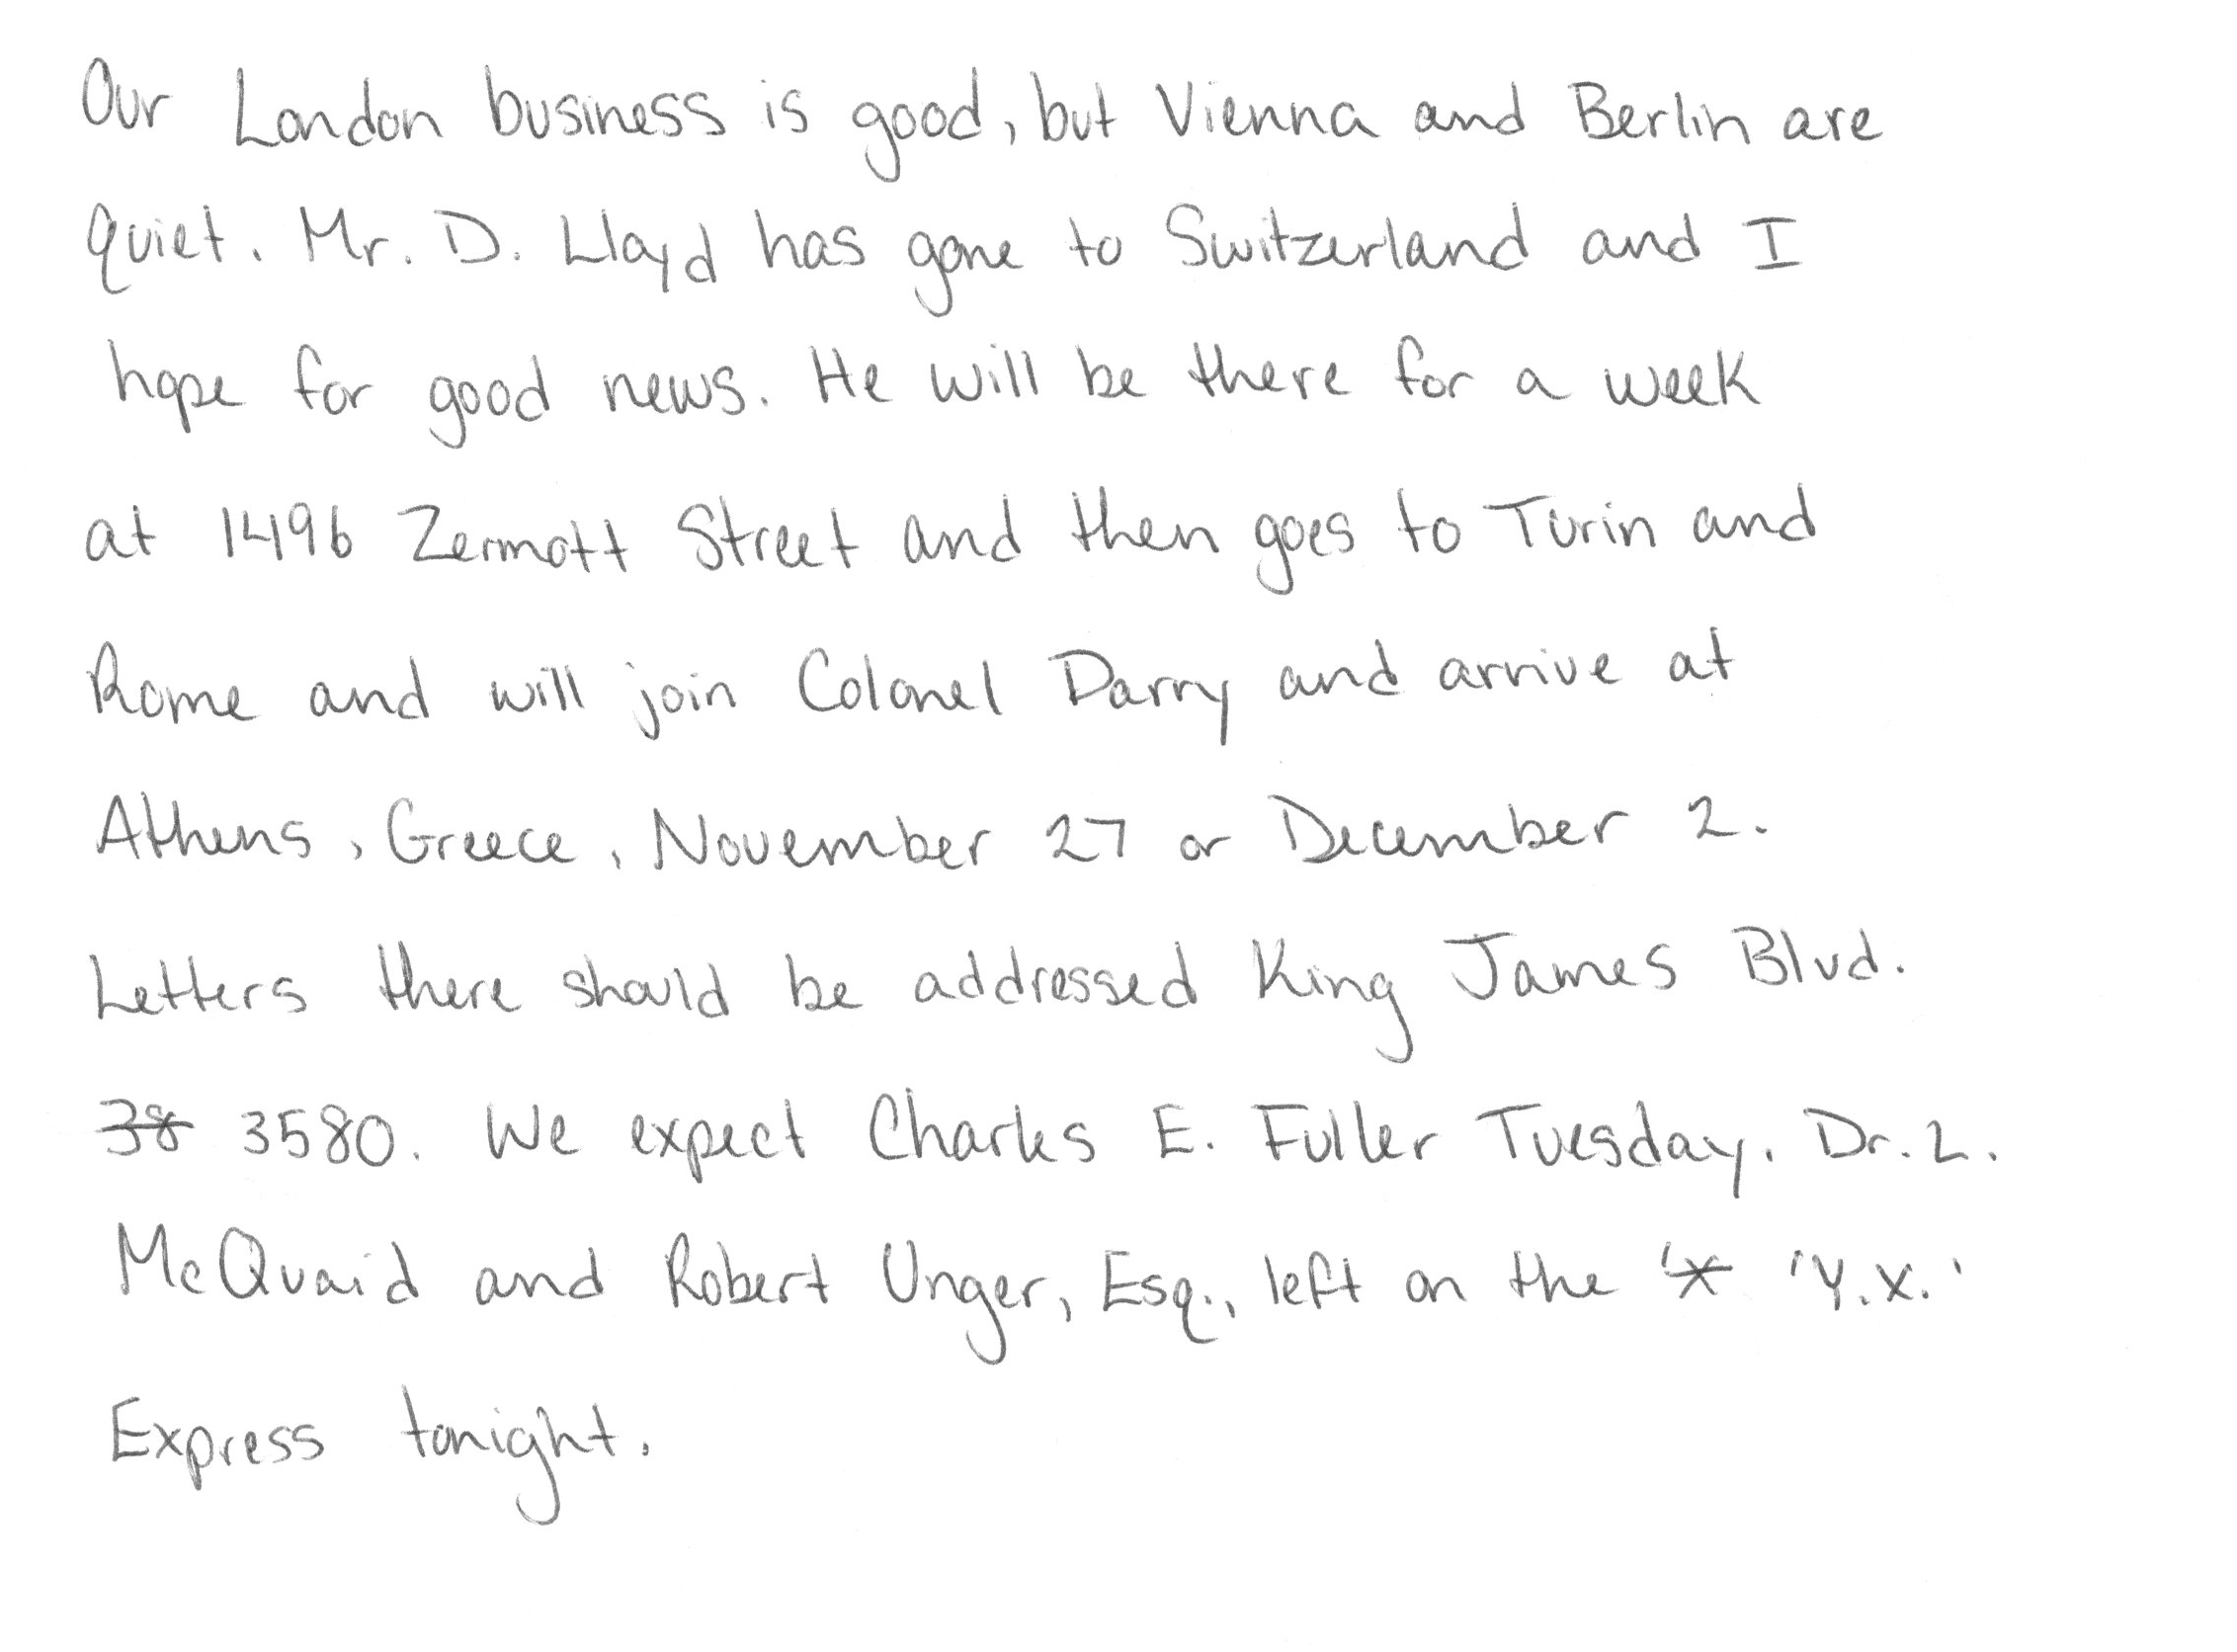 Our London business is good, but Vienna and Berlin are
quiet. Mr. D. Lloyd has gone to Switzerland and I
hope for good news. He will be there for a week
at 1496 Zermott Street and then goes to Turin and
Rome and will join Colonel Darry and arrive at
Athens, Greece, November 27 or December 2.
Letters there should be addressed King James Blvd.
38 3580. We expect Charles E. Fuller Tuesday. Dr. L.
McQuaid and Robert Unger, Esq., left on the 'X 'Y.X.'
Express tonight.